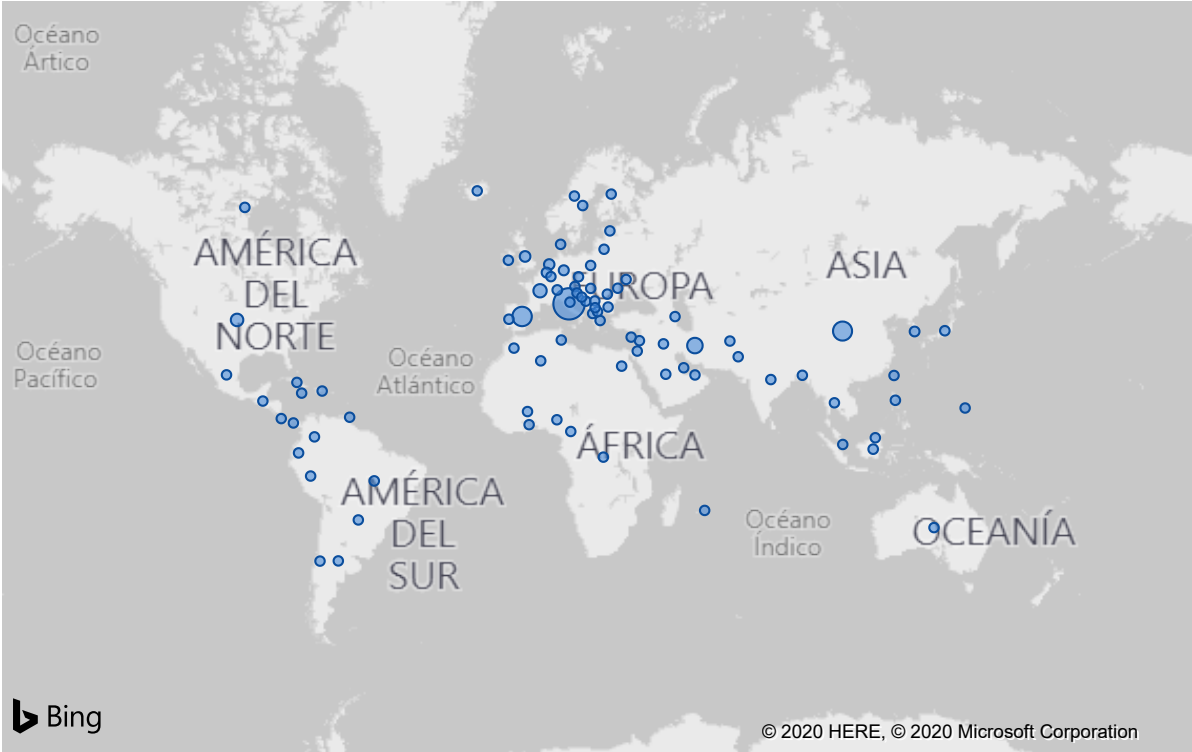 Océano
Ártico
AMÉRICA
DEL
NORTE
EUROPA
ASIA
Océano
Pacífico
Océano
Atlántico
ÁFRICA
AMÉRICA
DEL
SUR
Océano
Índico
OCEANÍA
Bing
© 2020 HERE, © 2020 Microsoft Corporation